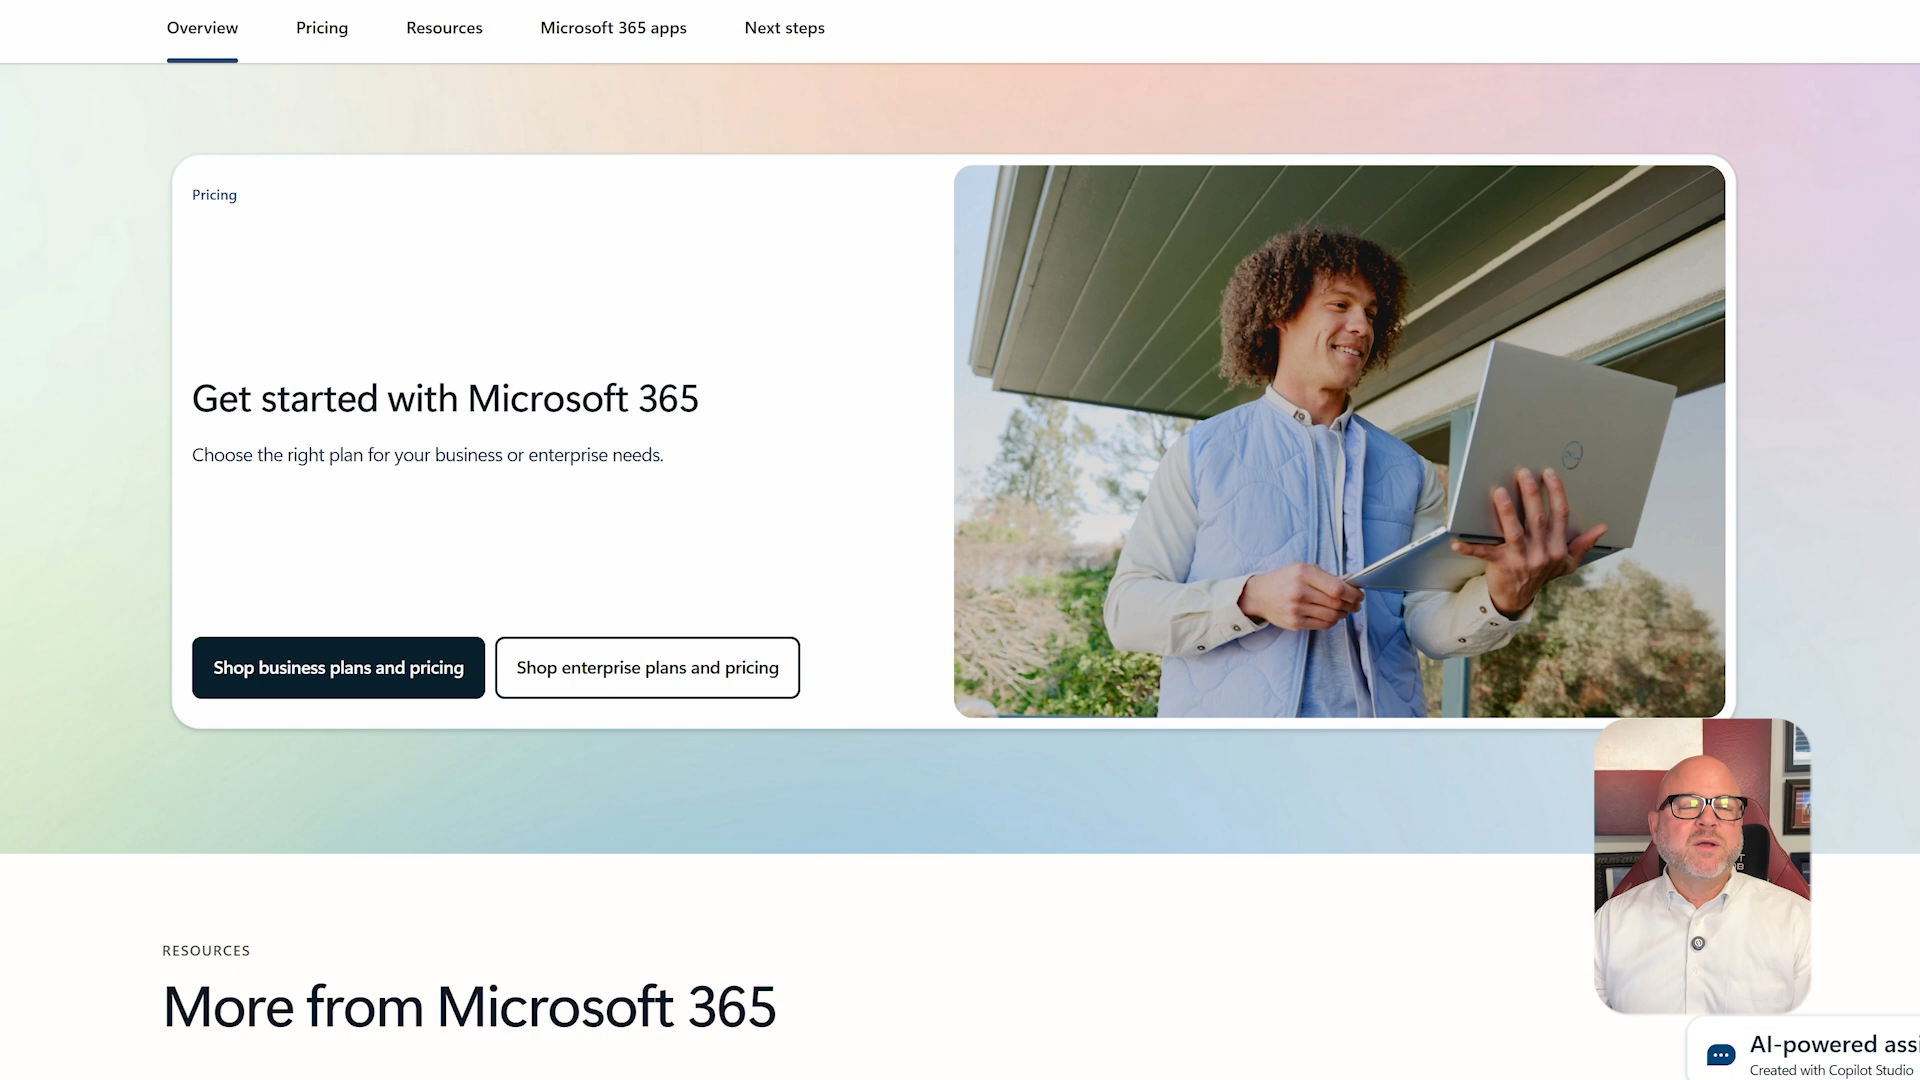 Overview
Pricing
Resources
Microsoft 365 apps
Next steps
Pricing
Get started with Microsoft 365
Choose the right plan for your business or enterprise needs.
Shop business plans and pricing
Shop enterprise plans and pricing
RESOURCES
More from Microsoft 365
AI-powered assi
Created with Copilot Studio